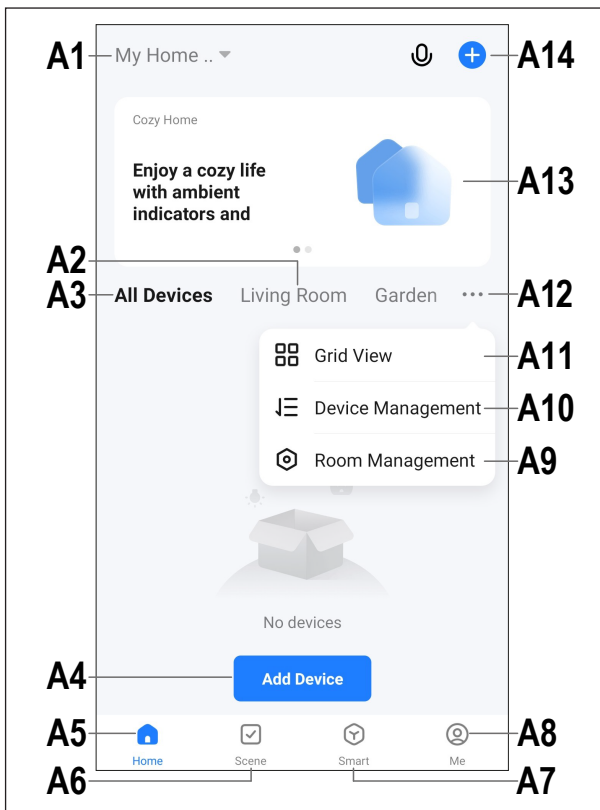 A1
My Home ..
A14
Cozy Home
Enjoy a cozy life
with ambient
indicators and
A13
A2
A3
All Devices Living Room Garden
A12
Grid View
A11
Device Management
A10
Room Management
A9
No devices
A4
Add Device
A5
Home Scene Smart Me
A8
A6
A7